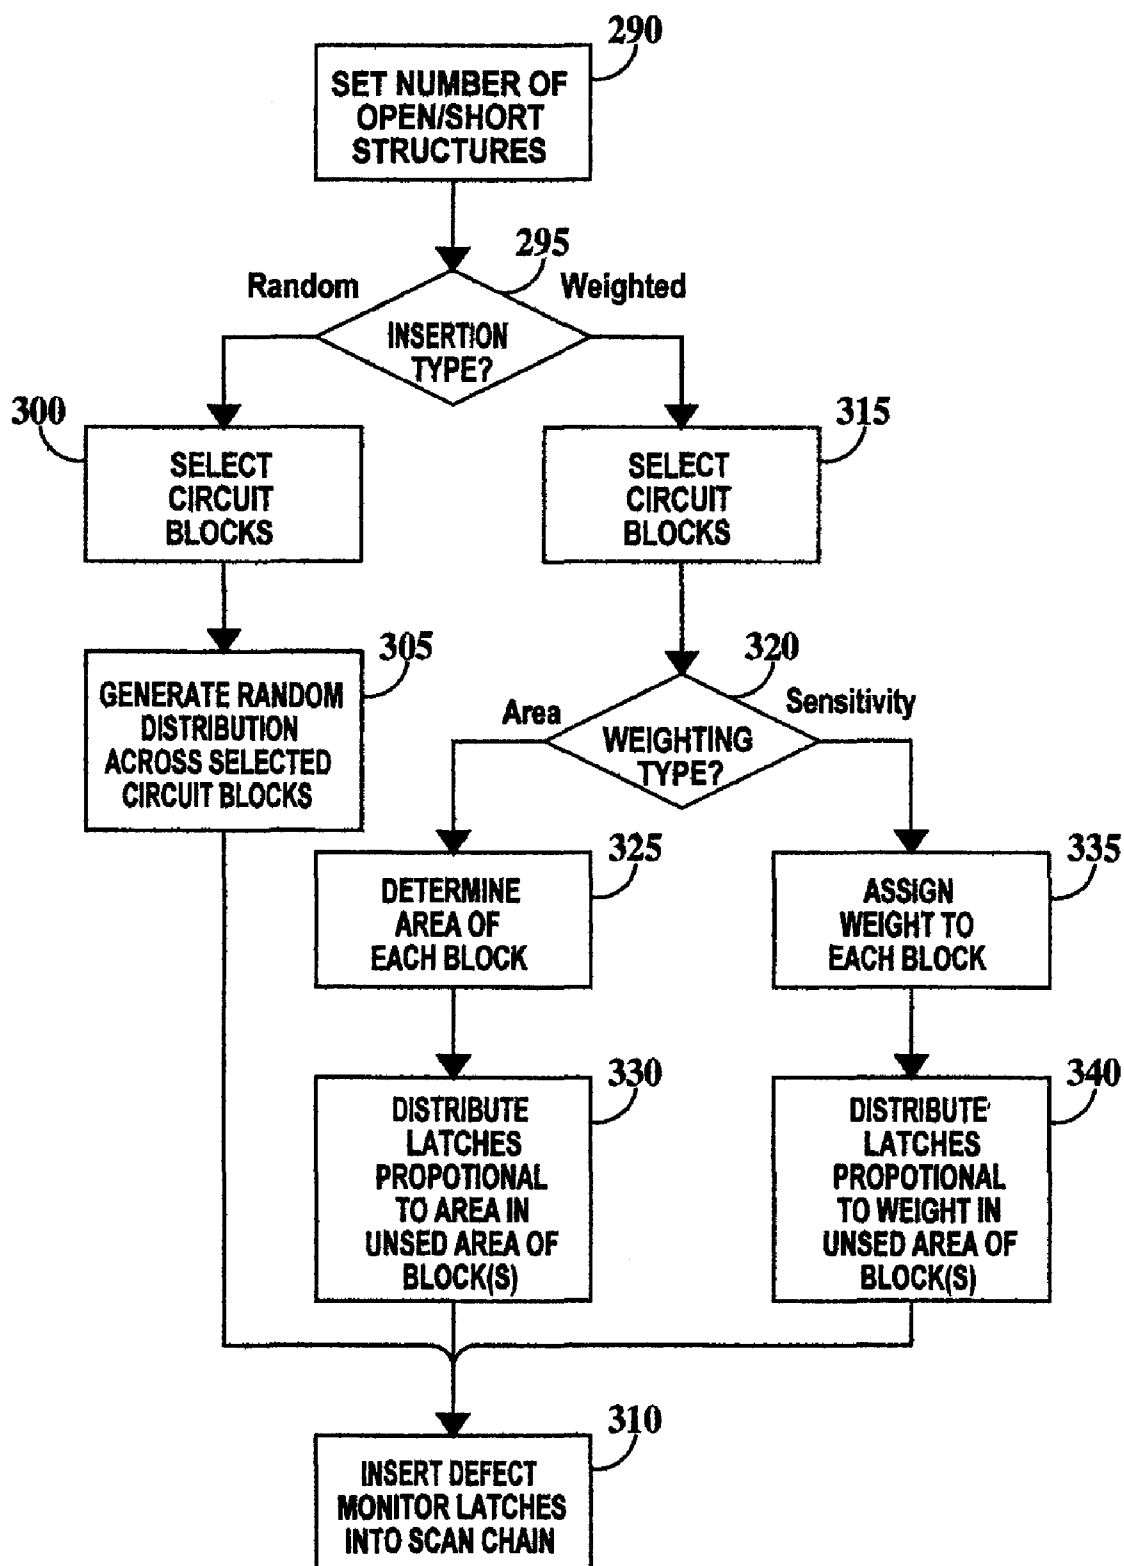 290
SET NUMBER OF
OPEN/SHORT
STRUCTURES
295
Random
Weighted
INSERTION
TYPE?
300
SELECT
CIRCUIT
BLOCKS
315
SELECT
CIRCUIT
BLOCKS
305
GENERATE RANDOM
DISTRIBUTION
ACROSS SELECTED
CIRCUIT BLOCKS
320
Area
Sensitivity
WEIGHTING
TYPE?
325
DETERMINE
AREA OF
EACH BLOCK
335
ASSIGN
WEIGHT TO
EACH BLOCK
330
DISTRIBUTE
LATCHES
PROPOTIONAL
TO AREA IN
UNSED AREA OF
BLOCK(S)
340
DISTRIBUTE
LATCHES
PROPOTIONAL
TO WEIGHT IN
UNSED AREA OF
BLOCK(S)
310
INSERT DEFECT
MONITOR LATCHES
INTO SCAN CHAIN